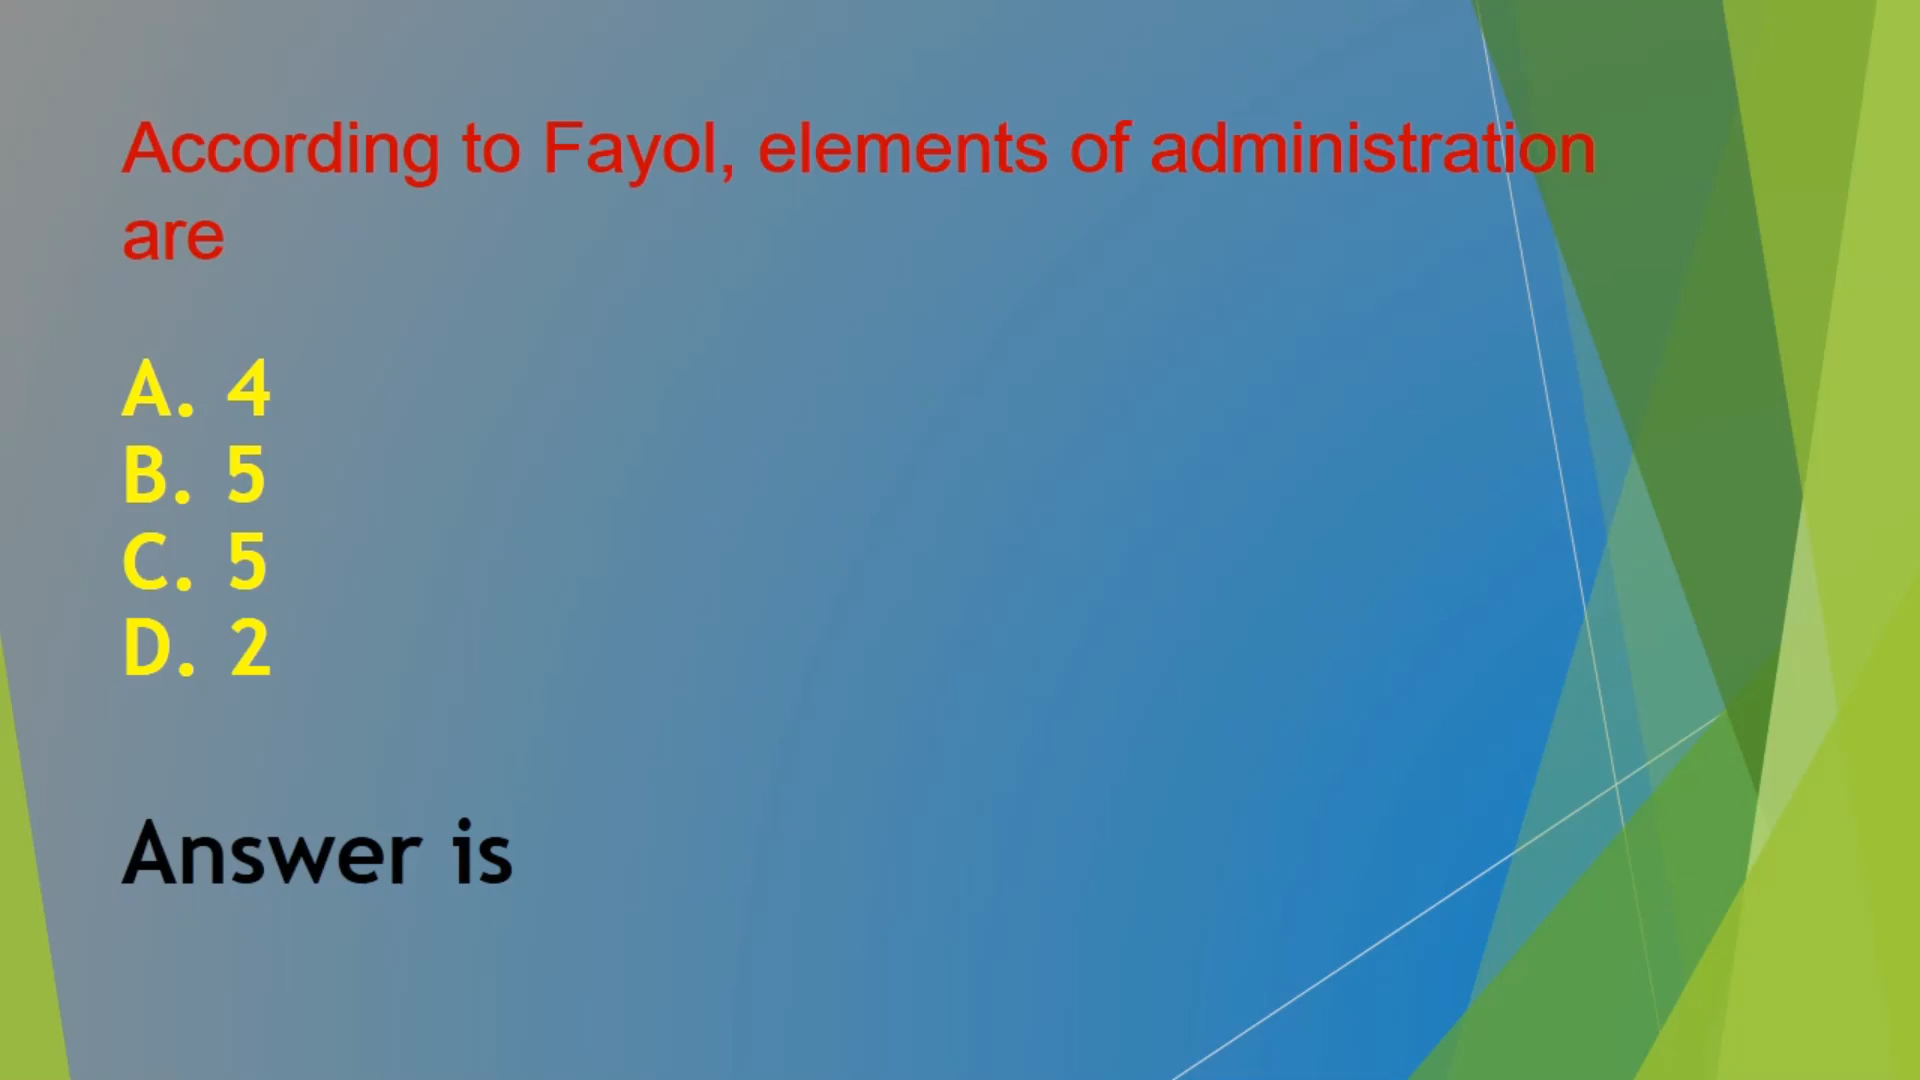 According to Fayol, elements of administration
are
A. 4
B. 5
C. 5
D. 2
Answer is